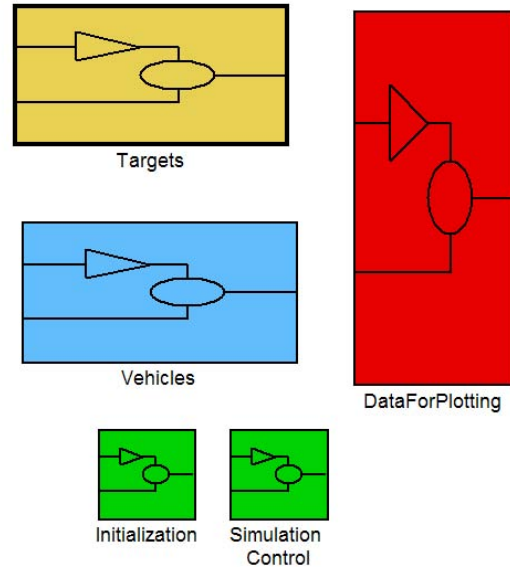 Targets
Vehicles
DataForPlotting
Initialization
Simulation
Control